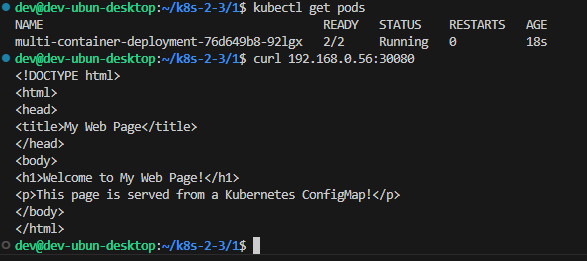 dev@dev-ubun-desktop:~/k8s-2-3/1$ kubectl get pods
NAME READY STATUS RESTARTS AGE
multi-container-deployment-76d649b8-92lgx 2/2 Running 0 18s
dev@dev-ubun-desktop:~/k8s-2-3/1$ curl 192.168.0.56:30080
<!DOCTYPE html>
<html>
<head>
<title>My Web Page</title>
</head>
<body>
<h1>Welcome to My Web Page!</h1>
<p>This page is served from a Kubernetes ConfigMap!</p>
</body>
</html>
dev@dev-ubun-desktop:~/k8s-2-3/1$